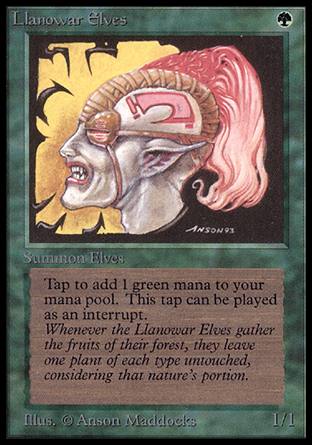 Llanowar Elves
ANSON93
Summon Elves
Tap to add 1 green mana to your
mana pool. This tap can be played
as an interrupt.
Whenever the Llanowar Elves gather
the fruits of their forest, they leave
one plant of each type untouched,
considering that nature's portion.
Illus. © Anson Maddocks
1/1